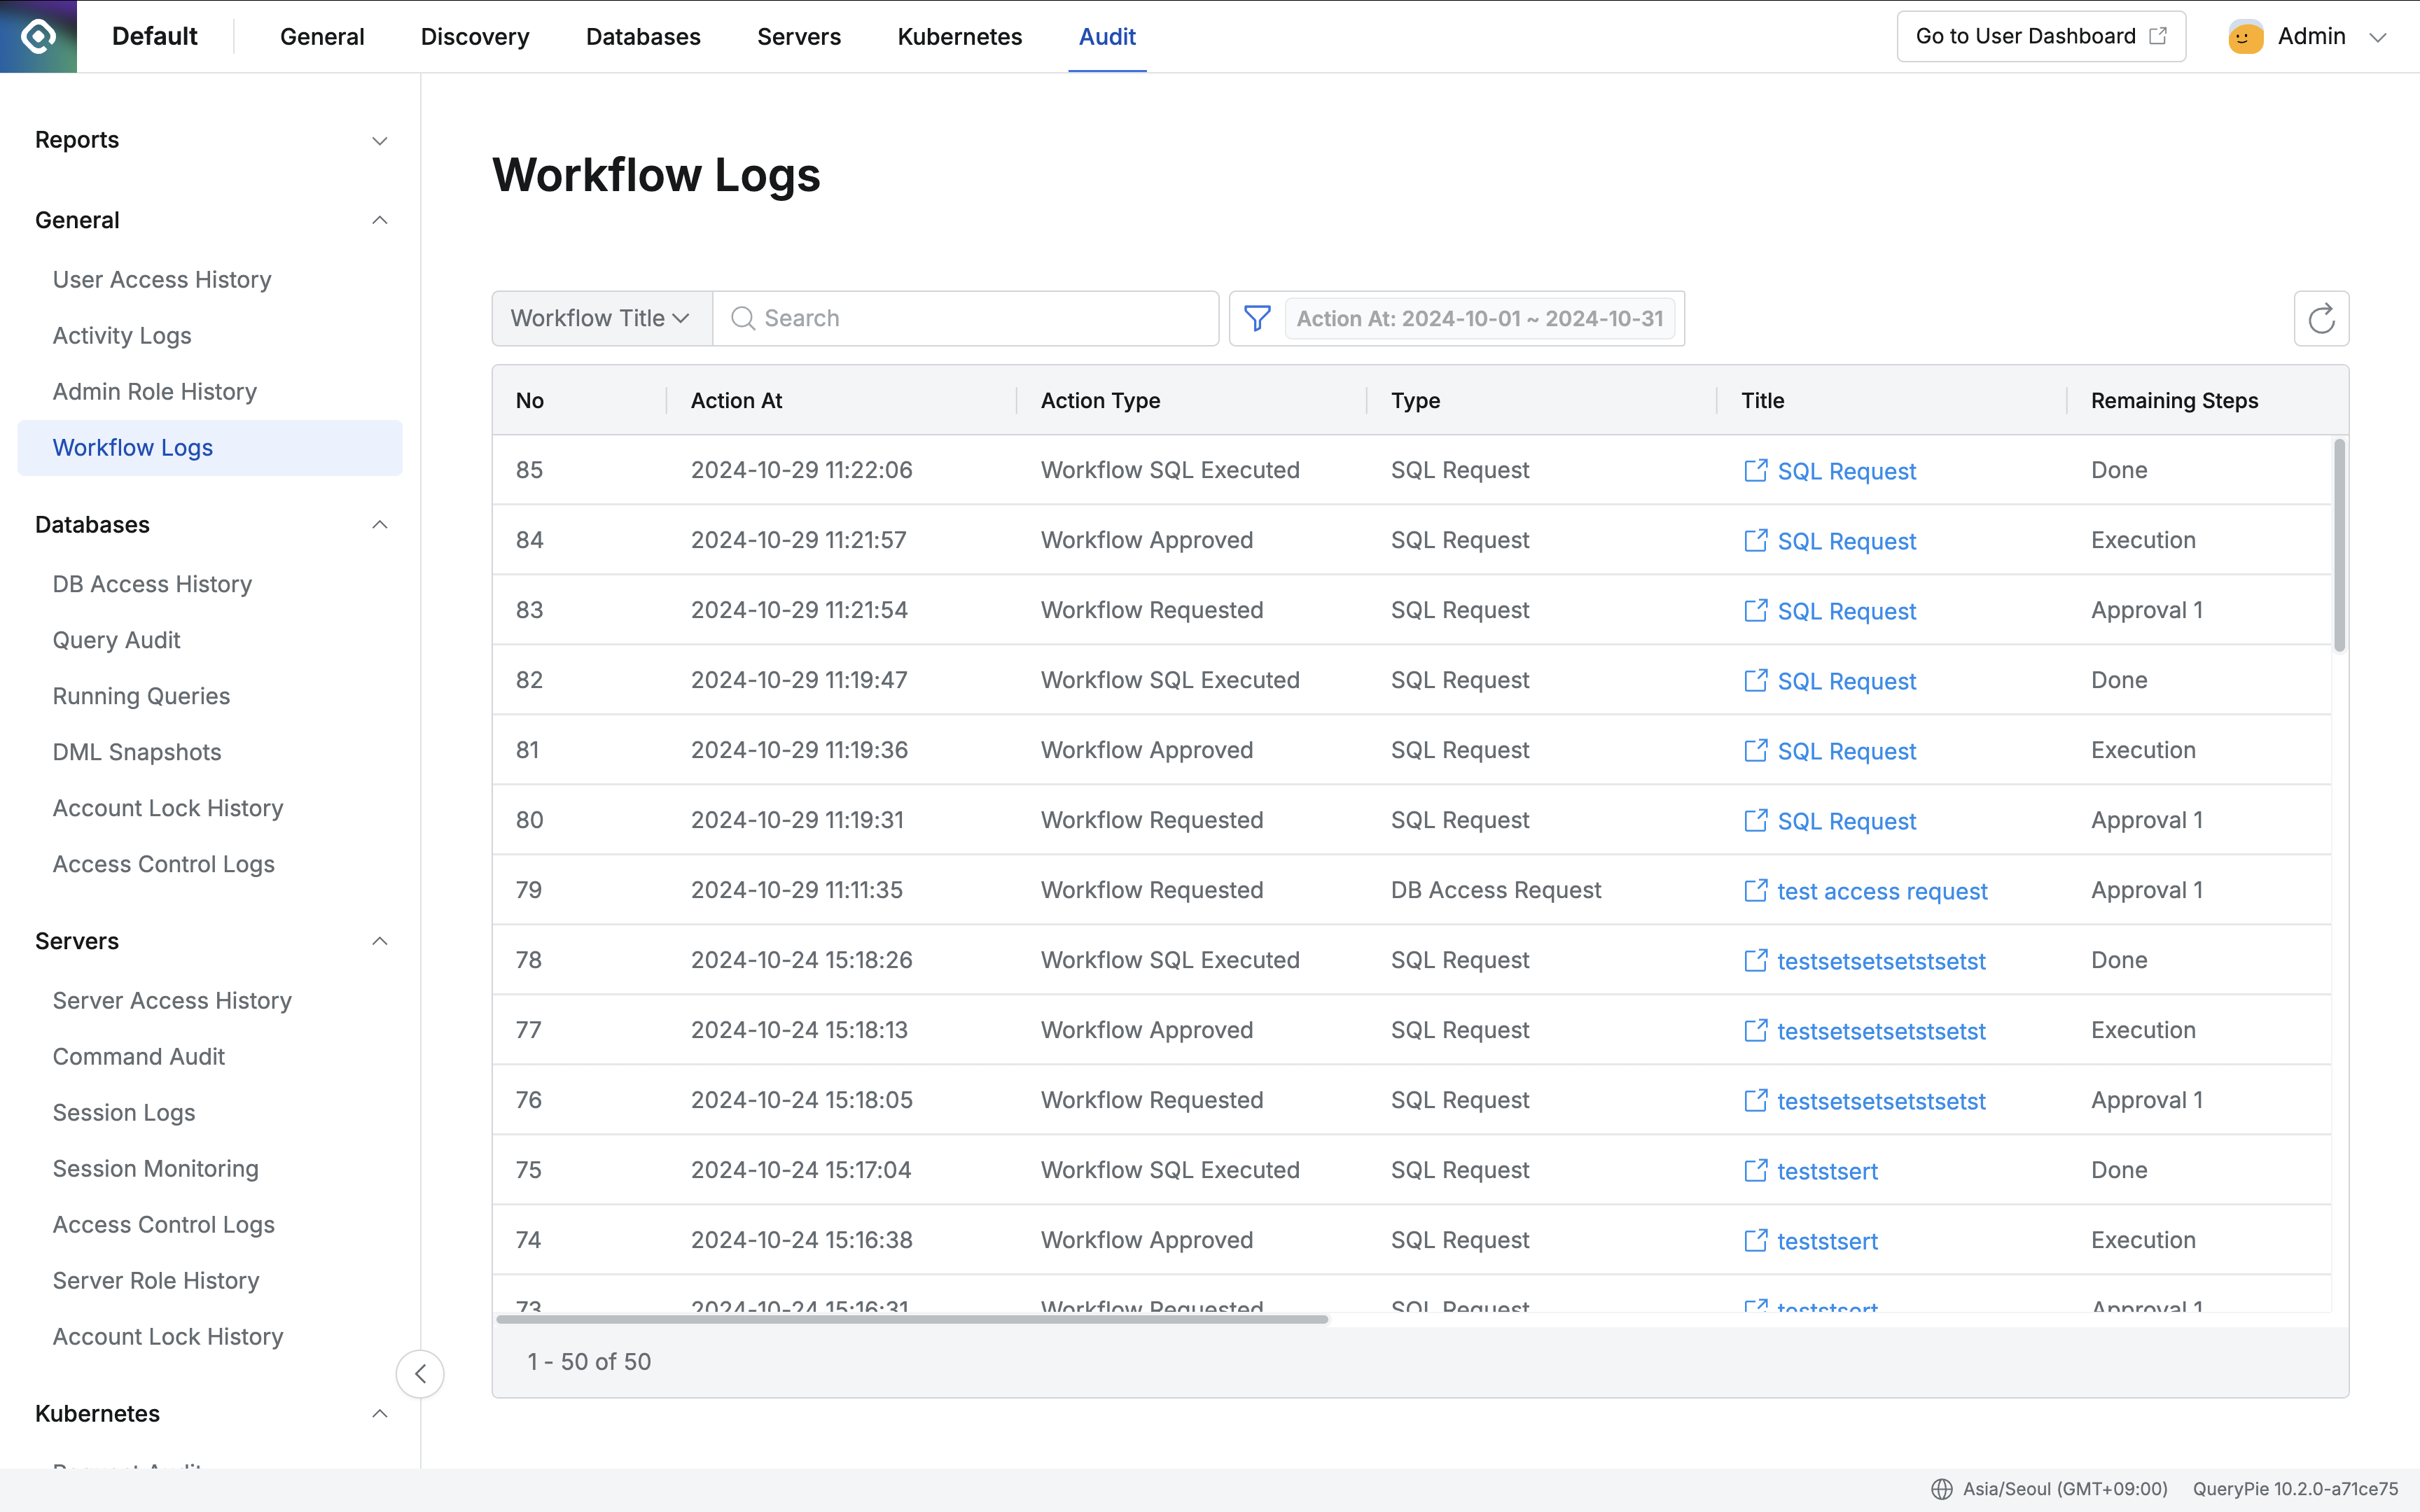 Default General Discovery Databases Servers Kubernetes Audit Go to User Dashboard Admin
Reports
General
User Access History
Activity Logs
Admin Role History
Workflow Logs
Databases
DB Access History
Query Audit
Running Queries
DML Snapshots
Account Lock History
Access Control Logs
Servers
Server Access History
Command Audit
Session Logs
Session Monitoring
Access Control Logs
Server Role History
Account Lock History
Kubernetes
Request Audit
Workflow Logs
Workflow Title Search Action At: 2024-10-01 ~ 2024-10-31
No Action At Action Type Type Title Remaining Steps
85 2024-10-29 11:22:06 Workflow SQL Executed SQL Request SQL Request Done
84 2024-10-29 11:21:57 Workflow Approved SQL Request SQL Request Execution
83 2024-10-29 11:21:54 Workflow Requested SQL Request SQL Request Approval 1
82 2024-10-29 11:19:47 Workflow SQL Executed SQL Request SQL Request Done
81 2024-10-29 11:19:36 Workflow Approved SQL Request SQL Request Execution
80 2024-10-29 11:19:31 Workflow Requested SQL Request SQL Request Approval 1
79 2024-10-29 11:11:35 Workflow Requested DB Access Request test access request Approval 1
78 2024-10-24 15:18:26 Workflow SQL Executed SQL Request testsetsetsetstsetst Done
77 2024-10-24 15:18:13 Workflow Approved SQL Request testsetsetsetstsetst Execution
76 2024-10-24 15:18:05 Workflow Requested SQL Request testsetsetsetstsetst Approval 1
75 2024-10-24 15:17:04 Workflow SQL Executed SQL Request teststsert Done
74 2024-10-24 15:16:38 Workflow Approved SQL Request teststsert Execution
73 2024-10-24 15:16:31 Workflow Requested SQL Request teststsert Approval 1
1 - 50 of 50
Asia/Seoul (GMT+09:00) QueryPie 10.2.0-a71ce75